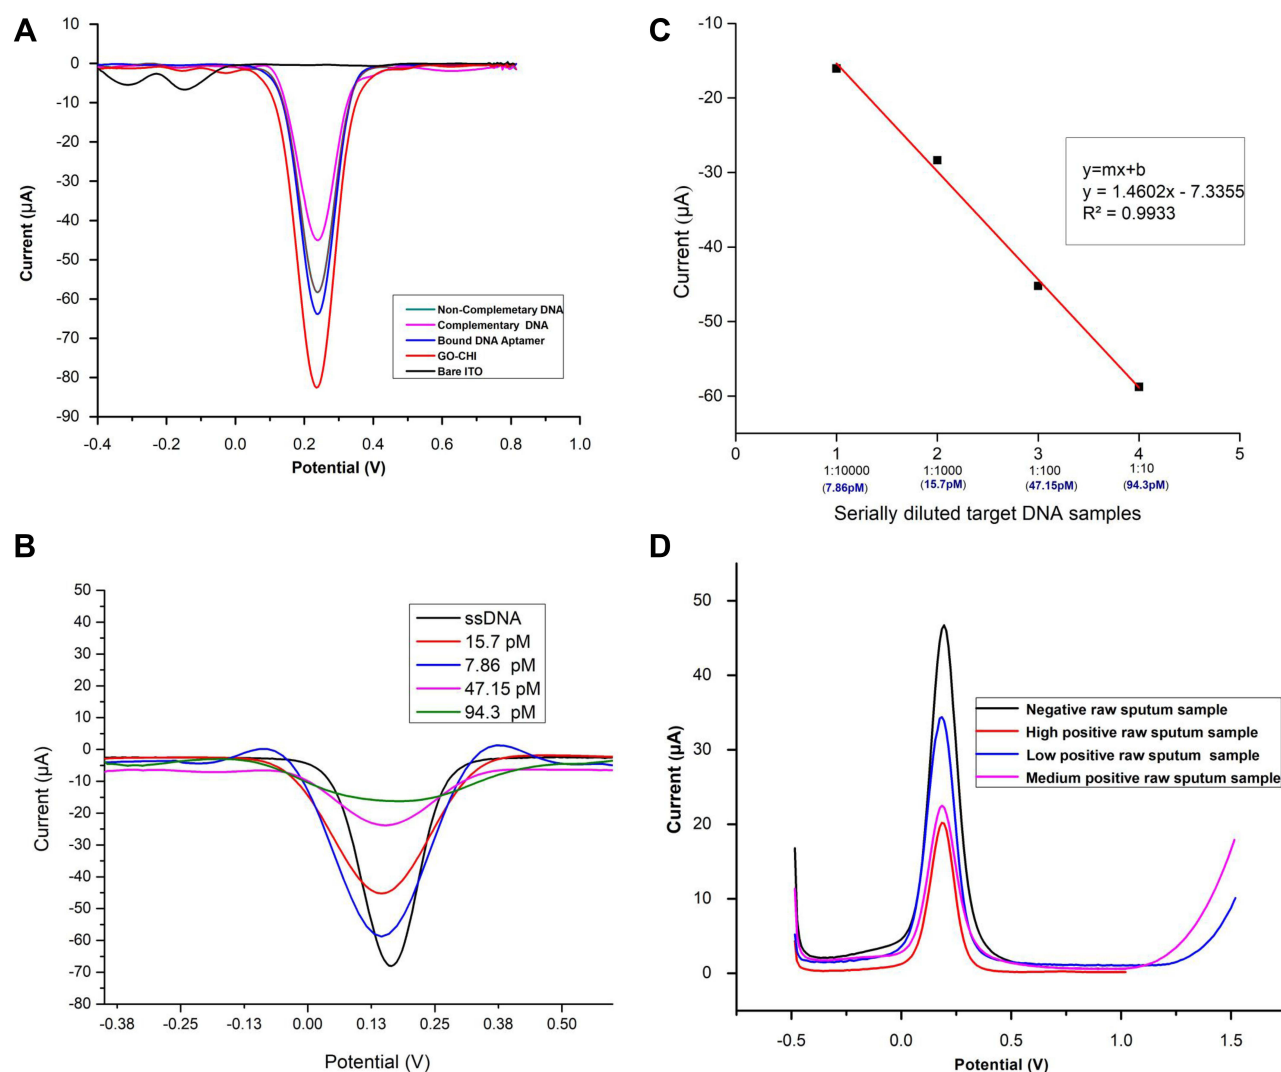 A
10
0
-10
-20
-30
-40
-50
-60
-70
-80
-90
Current (µA)
-0.4
-0.2
0.0
0.2
0.4
0.6
0.8
1.0
Potential (V)
Non-Complemetary DNA
Complementary DNA
Bound DNA Aptamer
GO-CHI
Bare ITO
C
-10
-20
-30
-40
-50
-60
Current (µA)
y=mx+b
y = 1.4602x - 7.3355
R² = 0.9933
0
1
2
3
4
5
1:10000
1:1000
1:100
1:10
(7.86pM)
(15.7pM)
(47.15pM)
(94.3pM)
Serially diluted target DNA samples
B
50
40
30
20
10
0
-10
-20
-30
-40
-50
-60
-70
-80
Current (µA)
ssDNA
15.7 pM
7.86 pM
47.15 pM
94.3 pM
-0.38
-0.25
-0.13
0.00
0.13
0.25
0.38
0.50
Potential (V)
D
50
40
30
20
10
0
Current (µA)
Negative raw sputum sample
High positive raw sputum sample
Low positive raw sputum sample
Medium positive raw sputum sample
-0.5
0.0
0.5
1.0
1.5
Potential (V)